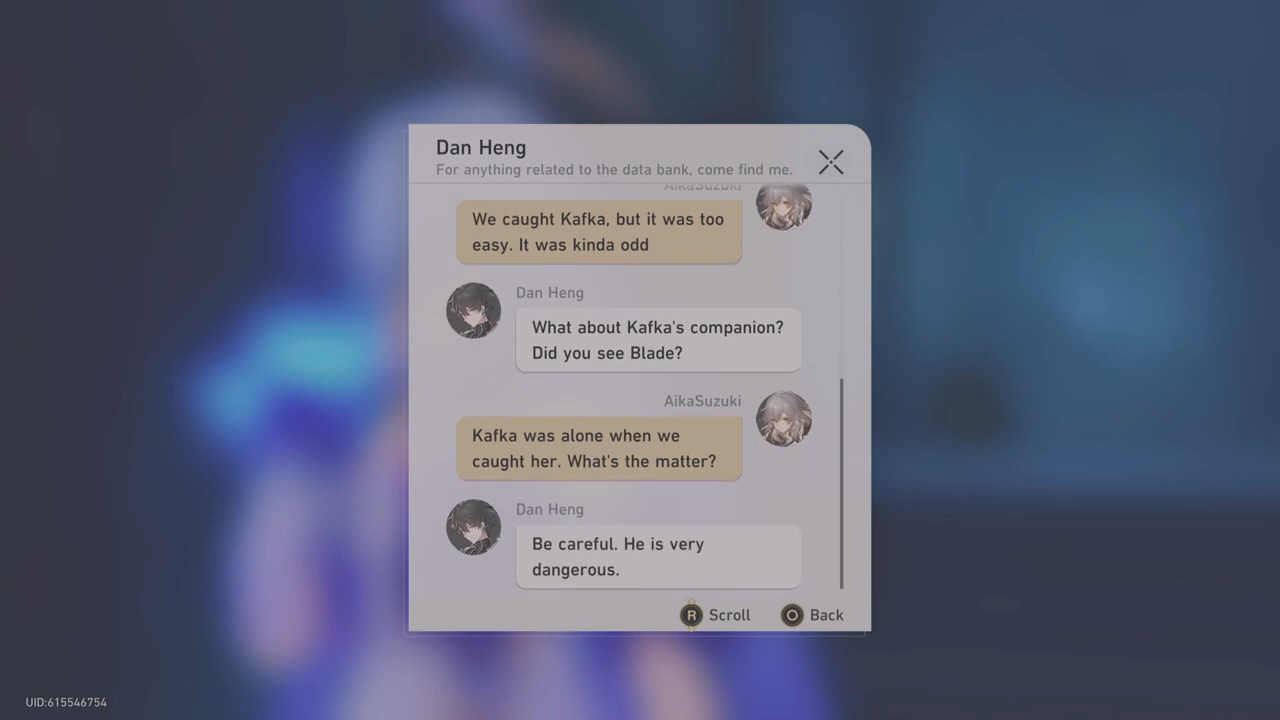 Dan Heng
For anything related to the data bank, come find me.
AikaSuzuki
We caught Kafka, but it was too
easy. It was kinda odd
Dan Heng
What about Kafka's companion?
Did you see Blade?
AikaSuzuki
Kafka was alone when we
caught her. What's the matter?
Dan Heng
Be careful. He is very
dangerous.
R Scroll
Back
UID:615546754